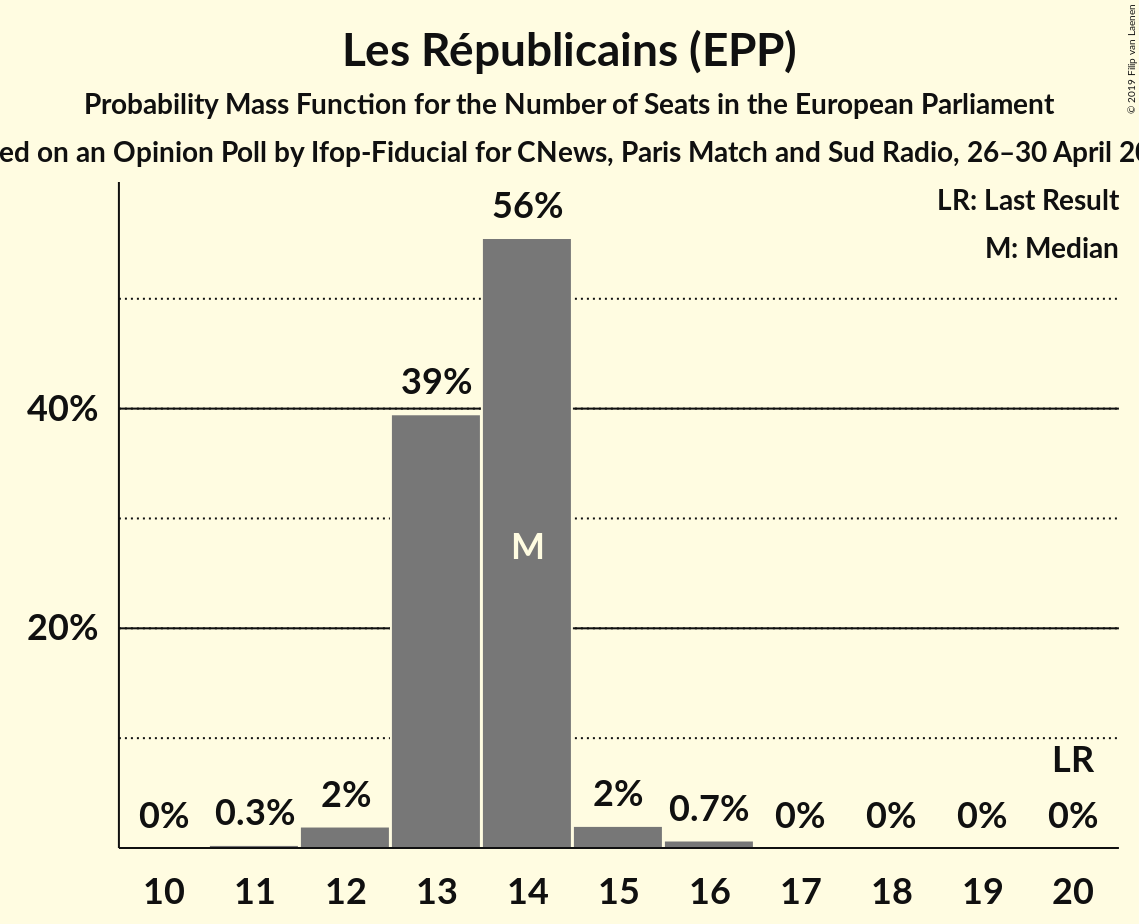 Les Républicains (EPP)
Probability Mass Function for the Number of Seats in the European Parliament
on an Opinion Poll by Ifop-Fiducial for CNews, Paris Match and Sud Radio, 26–30 April
© 2019 Filip van Laenen
LR: Last Result
M: Median
56%
39%
40%
M
20%
LR
0% 0.3% 2% 2% 0.7% 0% 0% 0% 0%
10 11 12 13 14 15 16 17 18 19 20